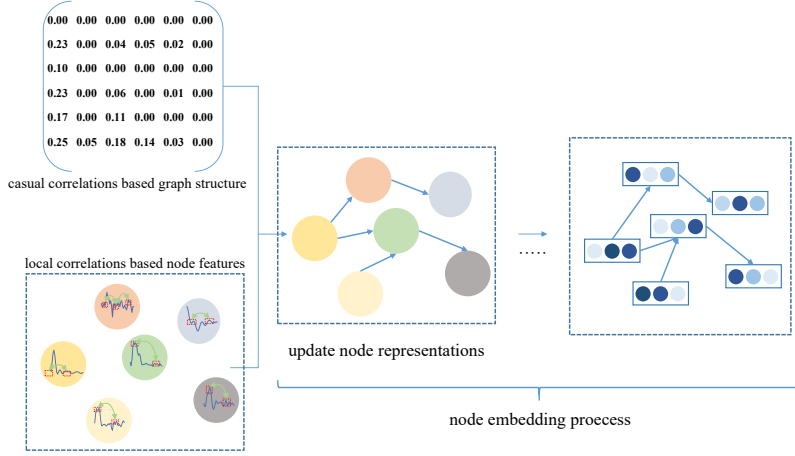 0.00 0.00 0.00 0.00 0.00 0.00
0.23 0.00 0.04 0.05 0.02 0.00
0.10 0.00 0.00 0.00 0.00 0.00
0.23 0.00 0.06 0.00 0.01 0.00
0.17 0.00 0.11 0.00 0.00 0.00
0.25 0.05 0.18 0.14 0.03 0.00
casual correlations based graph structure
local correlations based node features
.....
update node representations
node embedding proecess